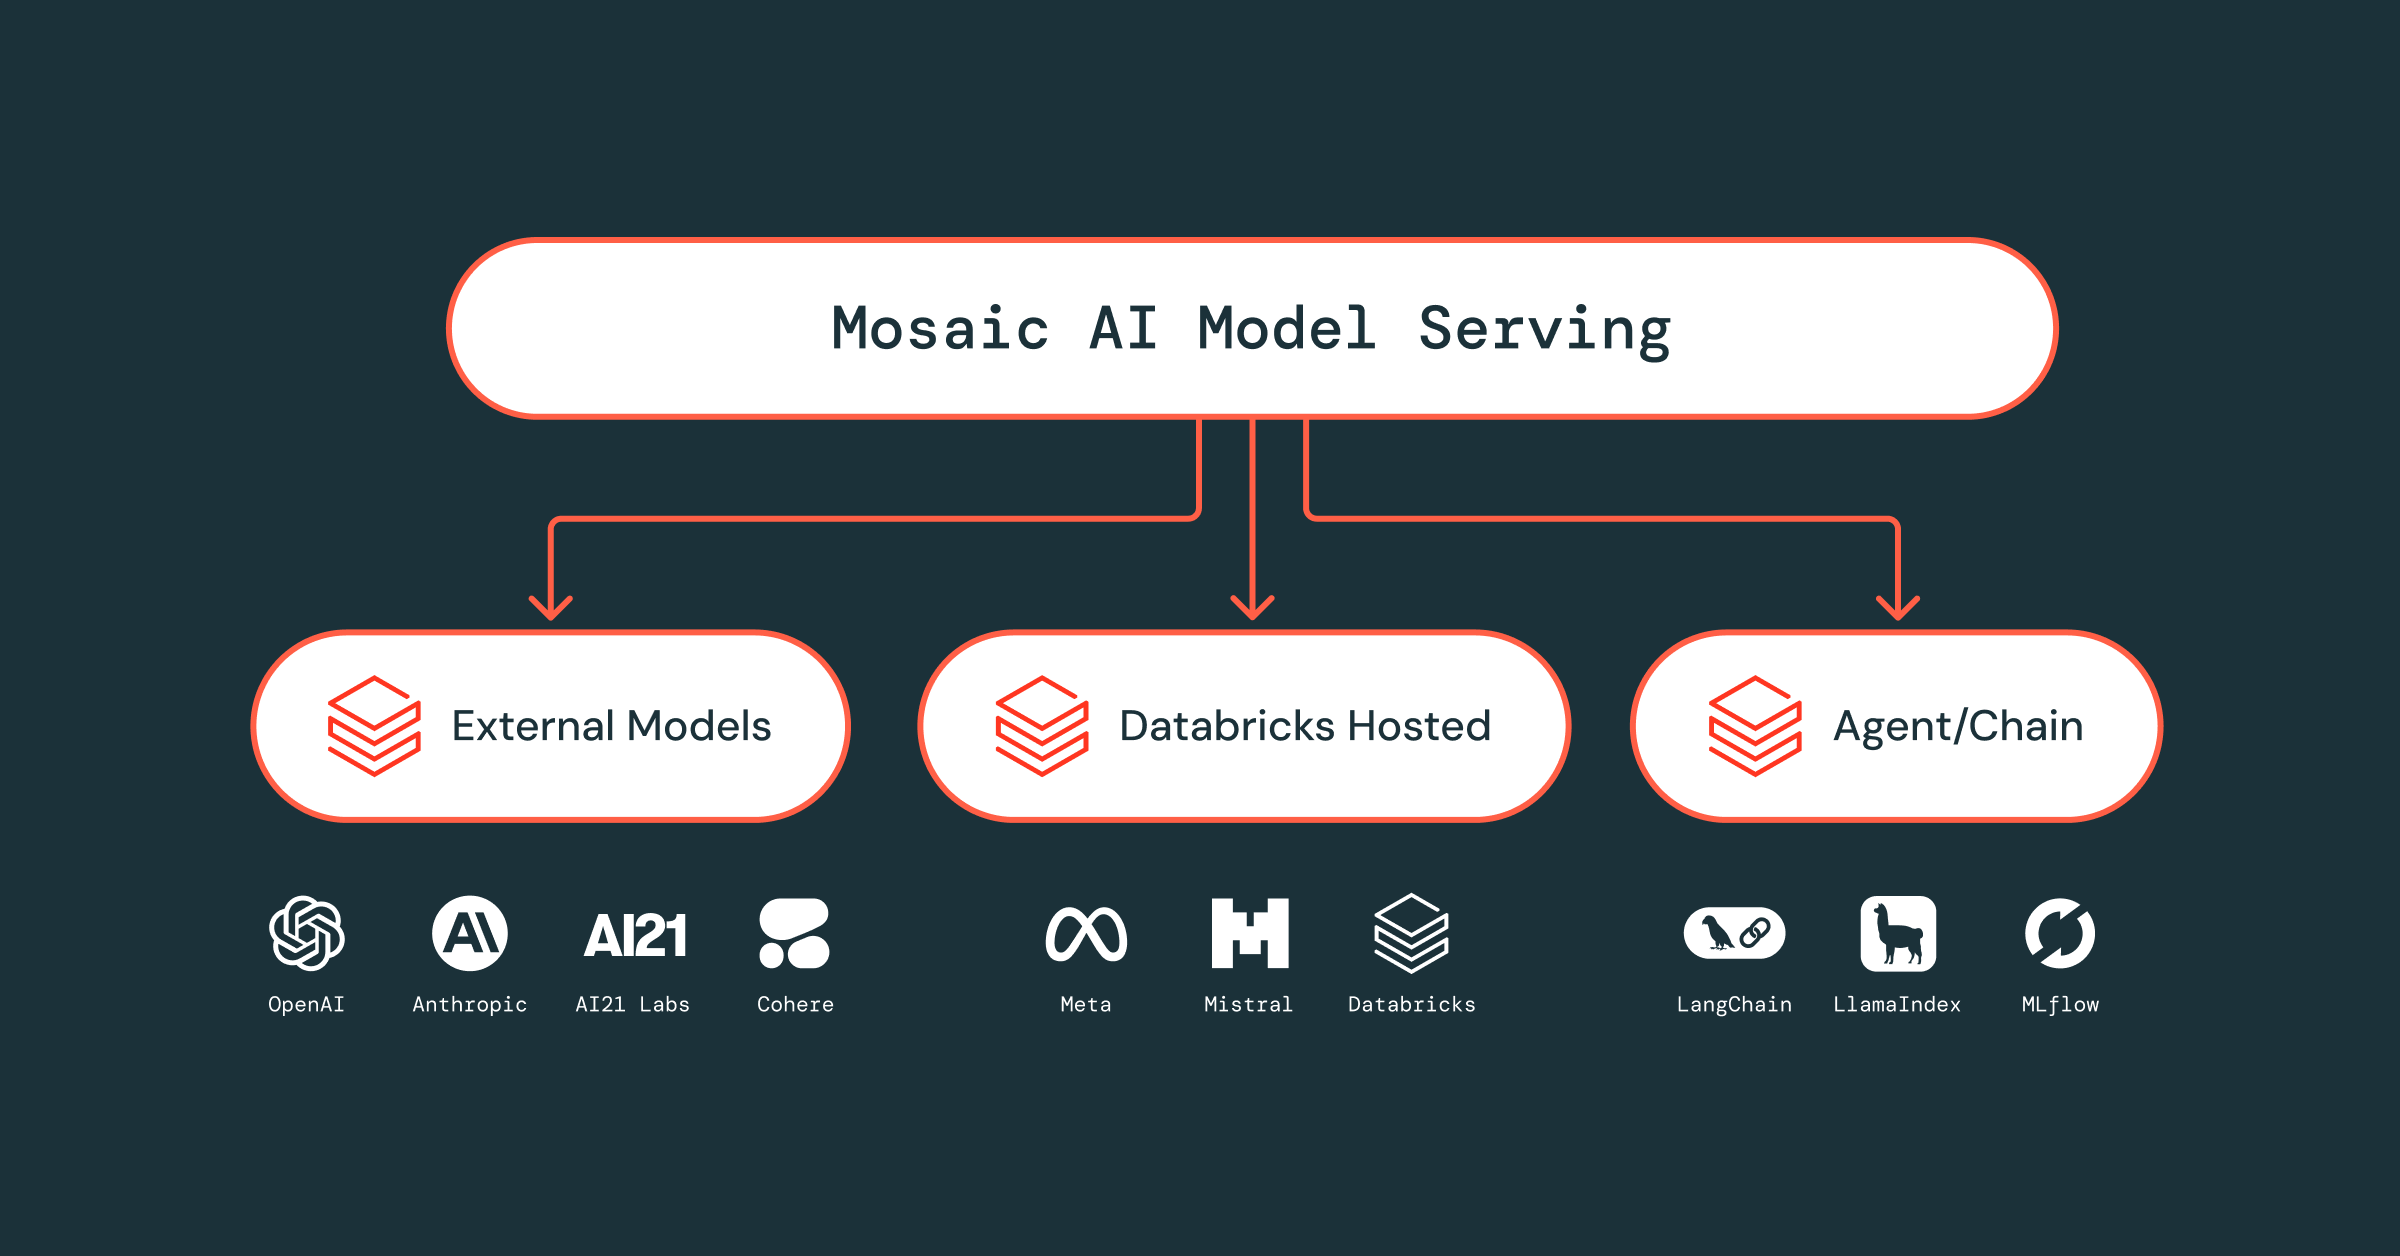 Mosaic AI Model Serving
External Models
Databricks Hosted
Agent/Chain
AI21
OpenAI
Anthropic
AI21 Labs
Cohere
Meta
Mistral
Databricks
LangChain
LlamaIndex
MLflow